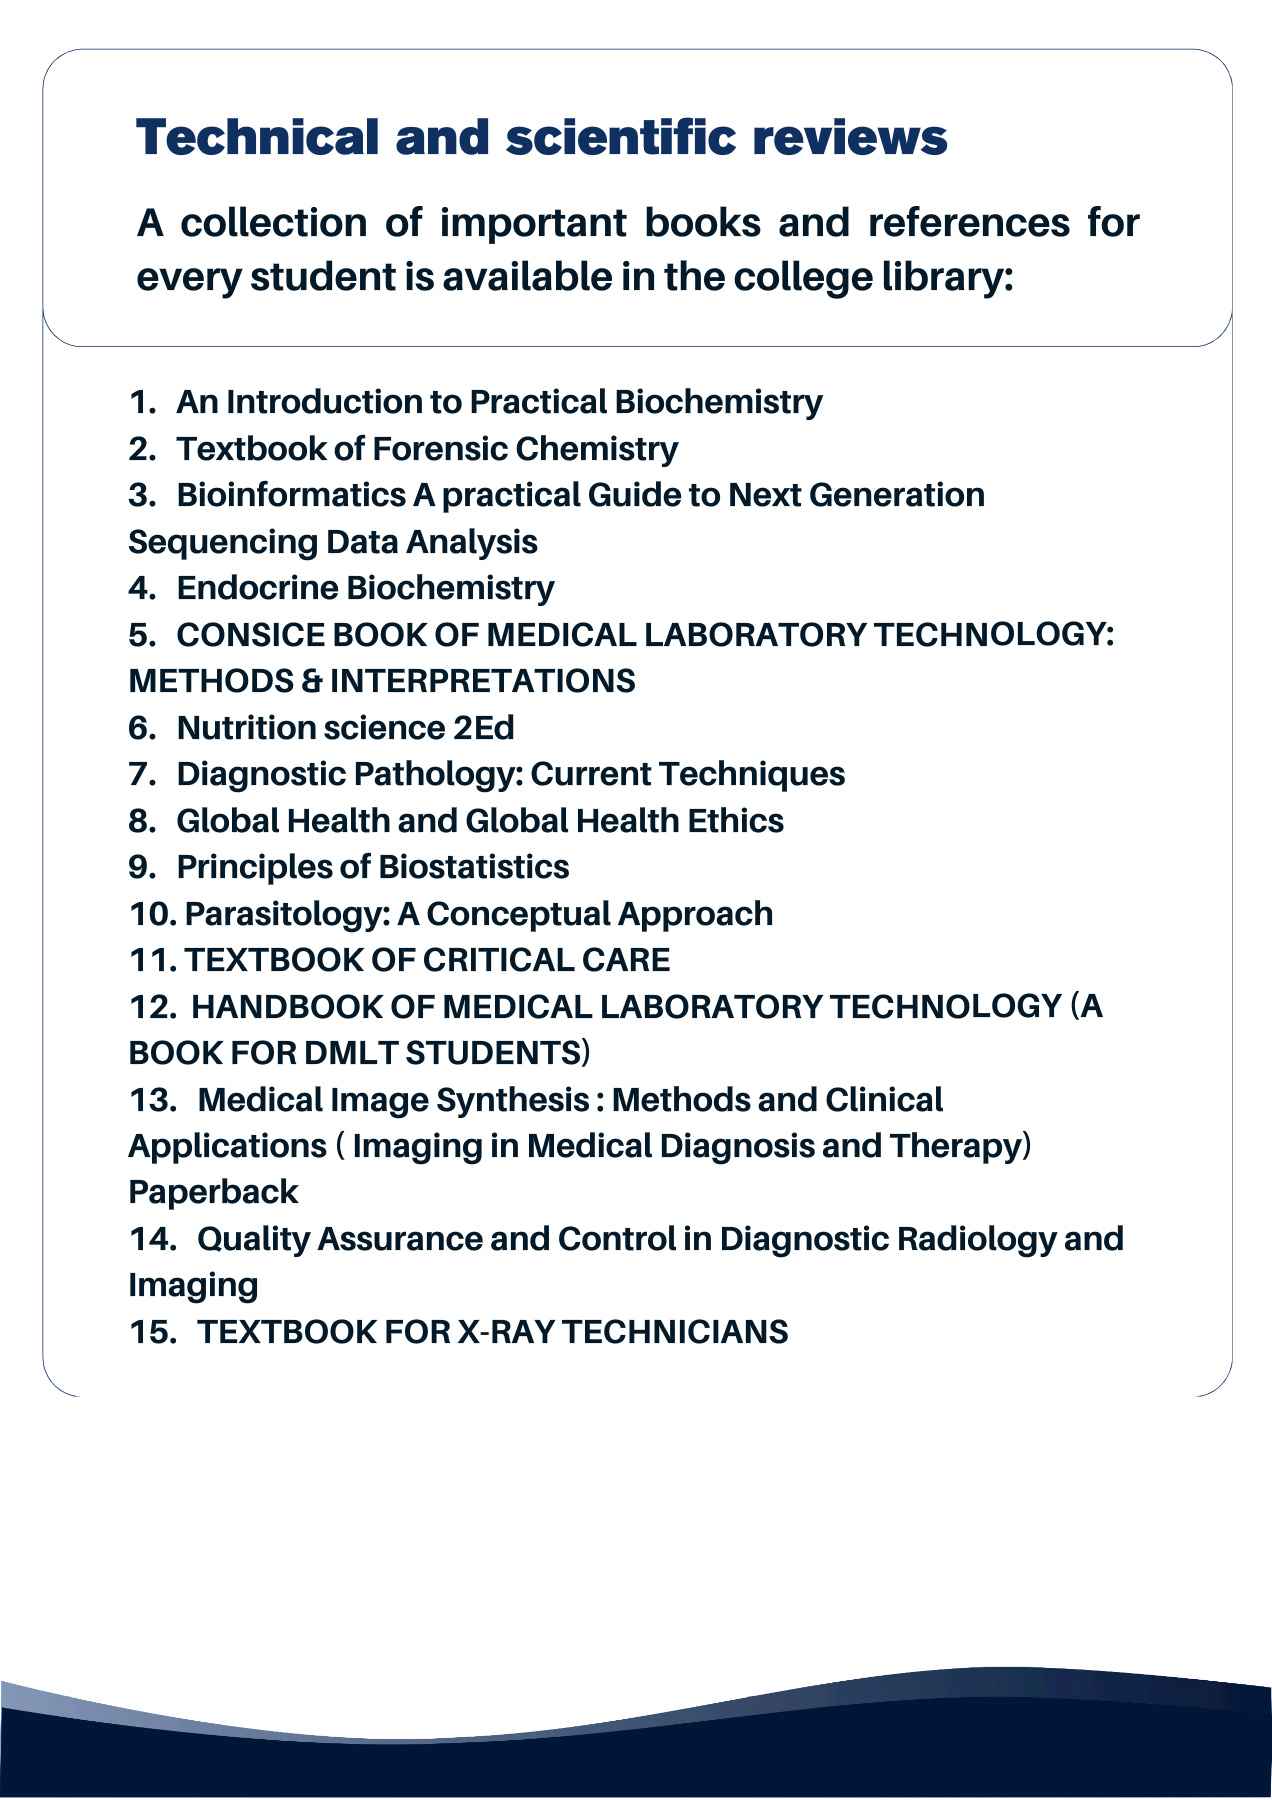 Technical and scientific reviews
A collection of important books and references for
every student is available in the college library:
1. An Introduction to Practical Biochemistry
2. Textbook of Forensic Chemistry
3. Bioinformatics A practical Guide to Next Generation
Sequencing Data Analysis
4. Endocrine Biochemistry
5. CONSICE BOOK OF MEDICAL LABORATORY TECHNOLOGY:
METHODS & INTERPRETATIONS
6. Nutrition science 2Ed
7. Diagnostic Pathology: Current Techniques
8. Global Health and Global Health Ethics
9. Principles of Biostatistics
10. Parasitology: A Conceptual Approach
11. TEXTBOOK OF CRITICAL CARE
12. HANDBOOK OF MEDICAL LABORATORY TECHNOLOGY (A
BOOK FOR DMLT STUDENTS)
13. Medical Image Synthesis : Methods and Clinical
Applications ( Imaging in Medical Diagnosis and Therapy)
Paperback
14. Quality Assurance and Control in Diagnostic Radiology and
Imaging
15. TEXTBOOK FOR X-RAY TECHNICIANS